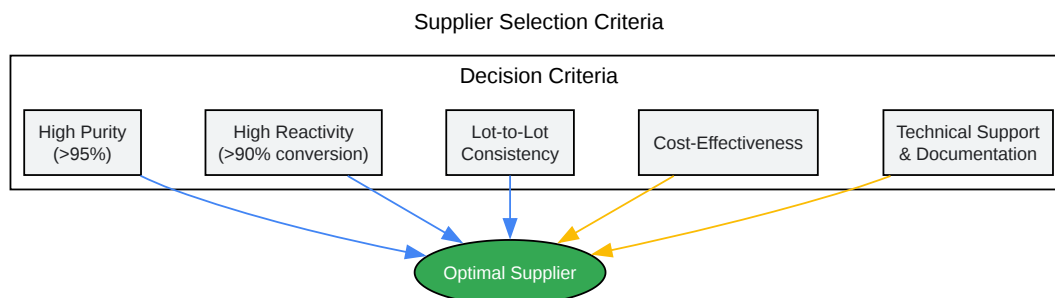 Supplier Selection Criteria
Decision Criteria
High Purity
(>95%)
High Reactivity
(>90% conversion)
Lot-to-Lot
Consistency
Cost-Effectiveness
Technical Support
& Documentation
Optimal Supplier